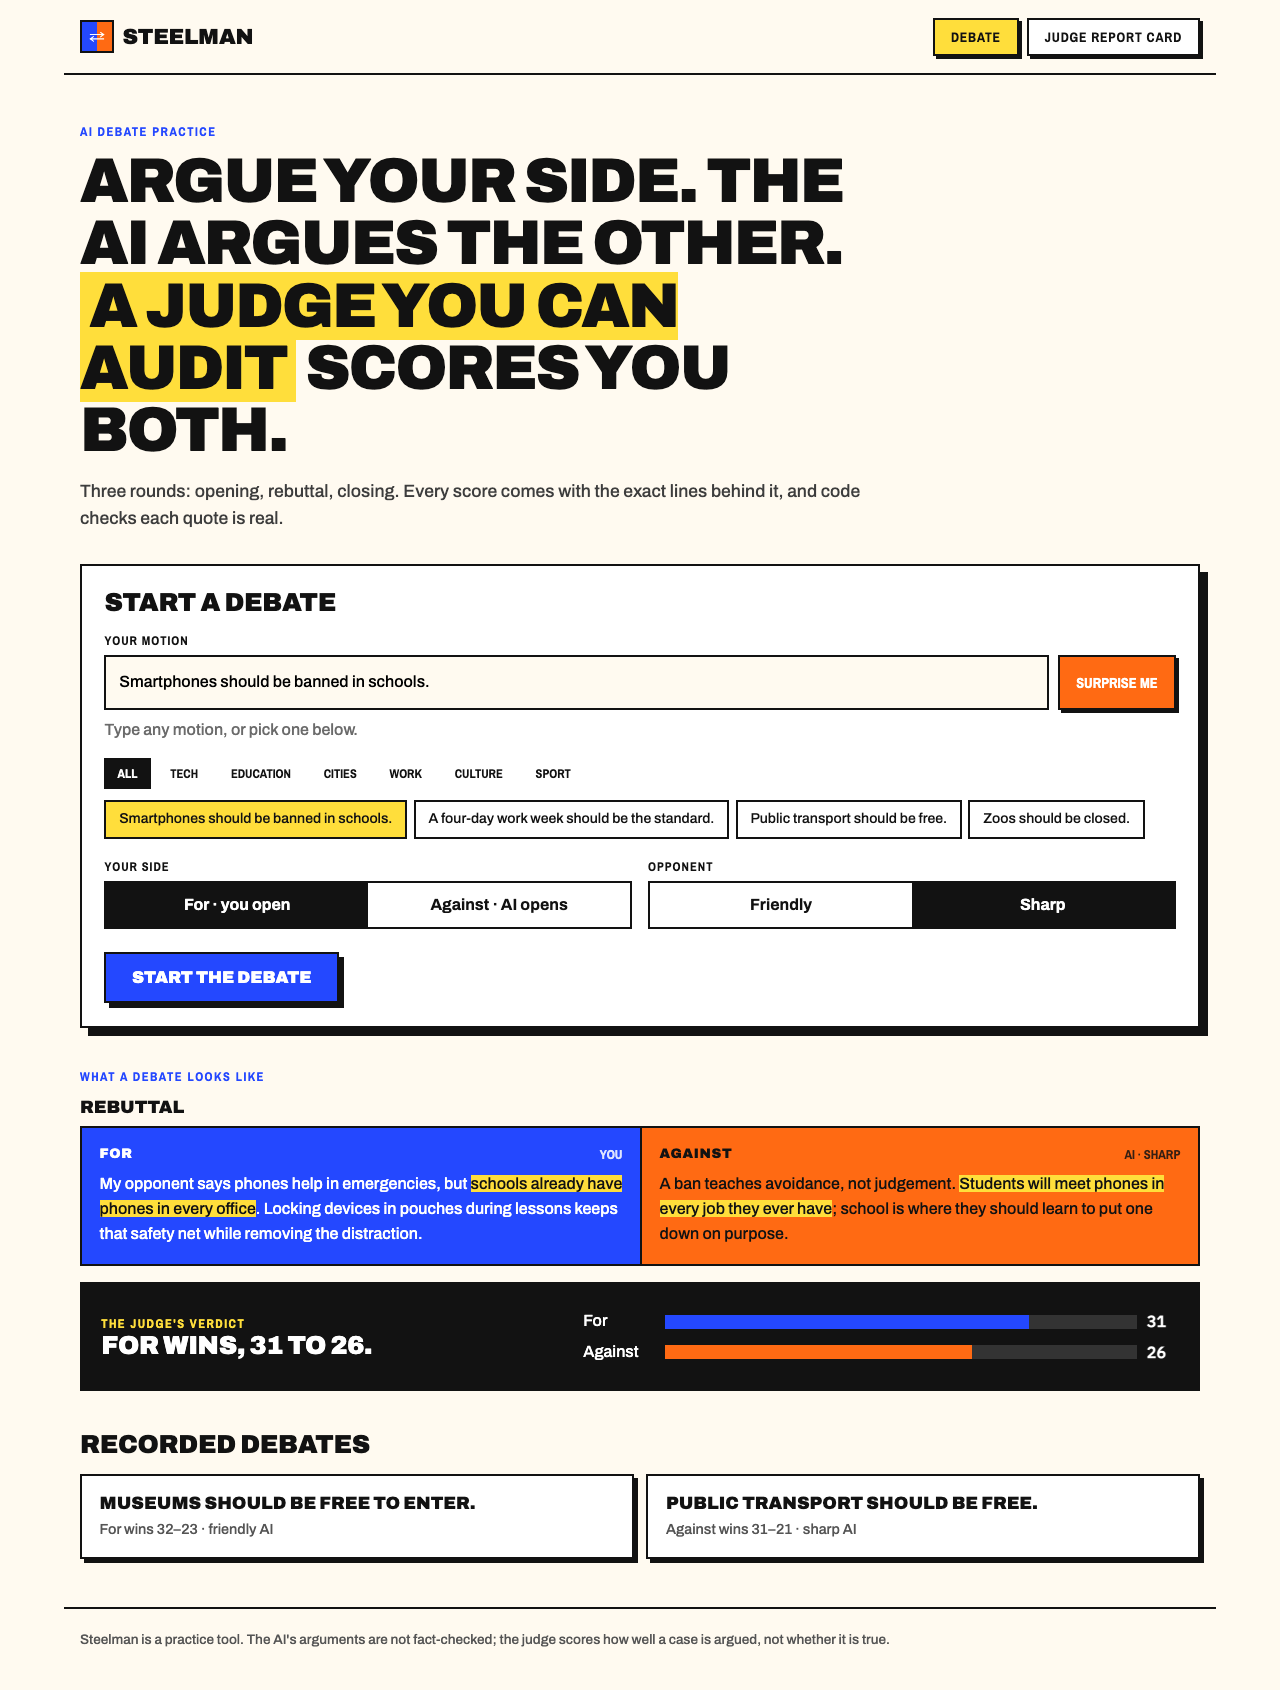 STEELMAN
DEBATE
JUDGE REPORT CARD
AI DEBATE PRACTICE
ARGUE YOUR SIDE. THE
AI ARGUES THE OTHER.
A JUDGE YOU CAN
AUDIT SCORES YOU
BOTH.
Three rounds: opening, rebuttal, closing. Every score comes with the exact lines behind it, and code
checks each quote is real.
START A DEBATE
YOUR MOTION
Smartphones should be banned in schools.
SURPRISE ME
Type any motion, or pick one below.
ALL TECH EDUCATION CITIES WORK CULTURE SPORT
Smartphones should be banned in schools.
A four-day work week should be the standard.
Public transport should be free.
Zoos should be closed.
YOUR SIDE
For · you open
Against · AI opens
OPPONENT
Friendly
Sharp
START THE DEBATE
WHAT A DEBATE LOOKS LIKE
REBUTTAL
FOR
YOU
My opponent says phones help in emergencies, but schools already have
phones in every office. Locking devices in pouches during lessons keeps
that safety net while removing the distraction.
AGAINST
AI · SHARP
A ban teaches avoidance, not judgement. Students will meet phones in
every job they ever have; school is where they should learn to put one
down on purpose.
THE JUDGE'S VERDICT
FOR WINS, 31 TO 26.
For 31
Against 26
RECORDED DEBATES
MUSEUMS SHOULD BE FREE TO ENTER.
For wins 32–23 · friendly AI
PUBLIC TRANSPORT SHOULD BE FREE.
Against wins 31–21 · sharp AI
Steelman is a practice tool. The AI's arguments are not fact-checked; the judge scores how well a case is argued, not whether it is true.